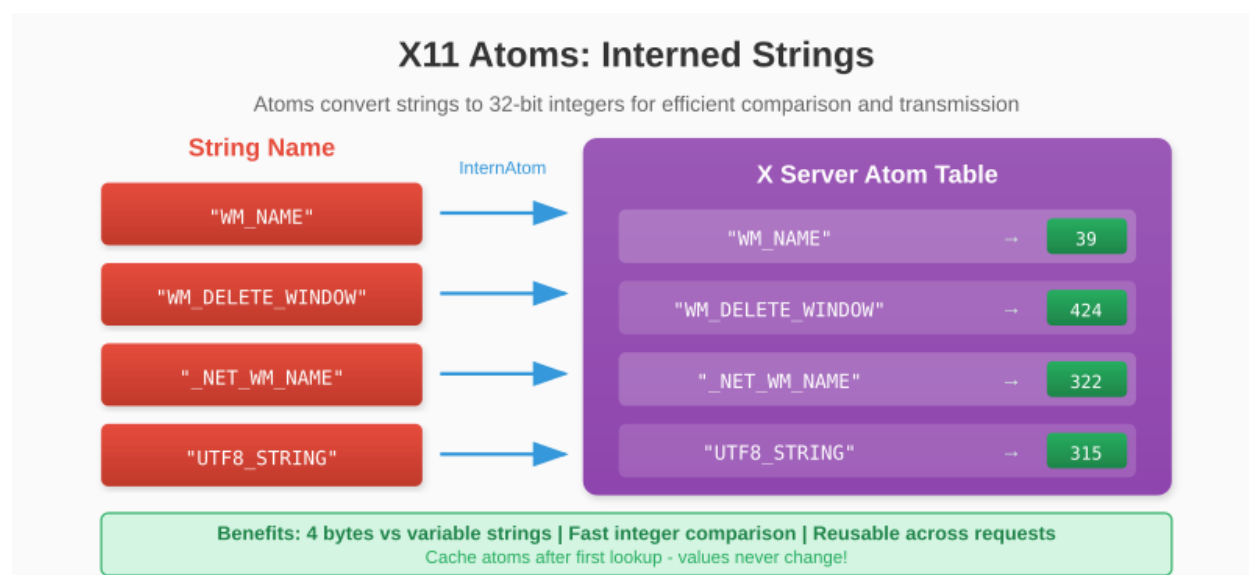 X11 Atoms: Interned Strings
Atoms convert strings to 32-bit integers for efficient comparison and transmission
String Name
InternAtom
X Server Atom Table
"WM_NAME"
"WM_DELETE_WINDOW"
"_NET_WM_NAME"
"UTF8_STRING"
"WM_NAME" → 39
"WM_DELETE_WINDOW" → 424
"_NET_WM_NAME" → 322
"UTF8_STRING" → 315
Benefits: 4 bytes vs variable strings | Fast integer comparison | Reusable across requests
Cache atoms after first lookup - values never change!